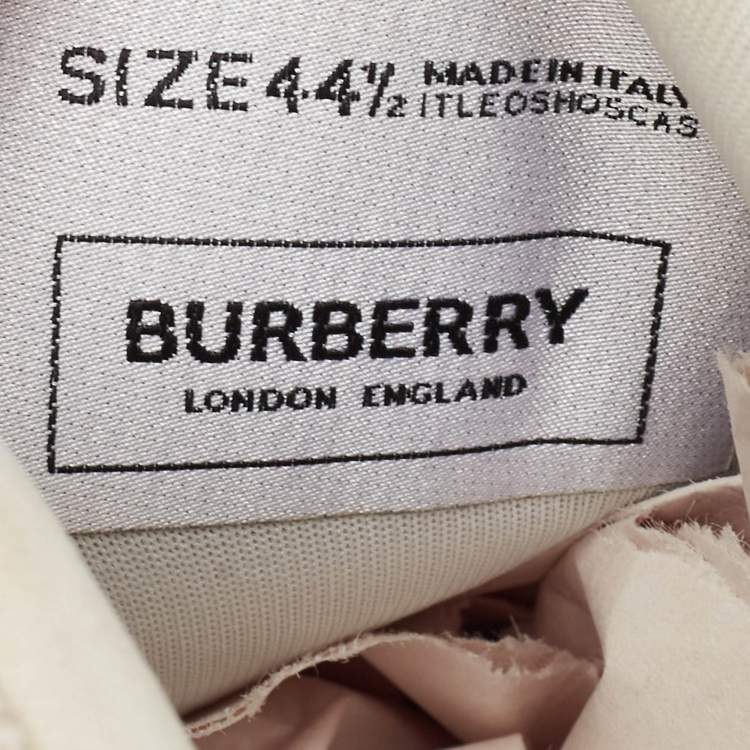 SIZE 44½ MADE IN ITALY
ITLEOSHOSCAS
BURBERRY
LONDON ENGLAND